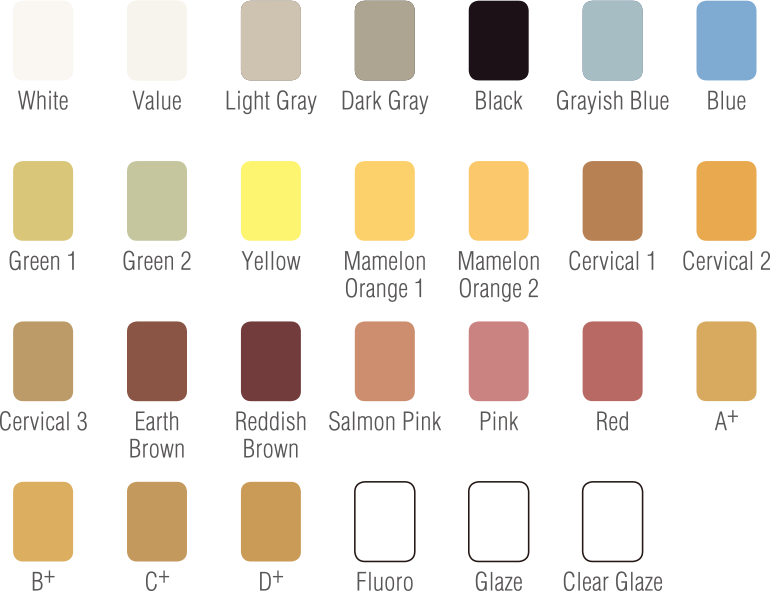 White
Value
Light Gray
Dark Gray
Black
Grayish Blue
Blue
Green 1
Green 2
Yellow
Mamelon
Orange 1
Mamelon
Orange 2
Cervical 1
Cervical 2
Cervical 3
Earth
Brown
Reddish
Brown
Salmon Pink
Pink
Red
A+
B+
C+
D+
Fluoro
Glaze
Clear Glaze